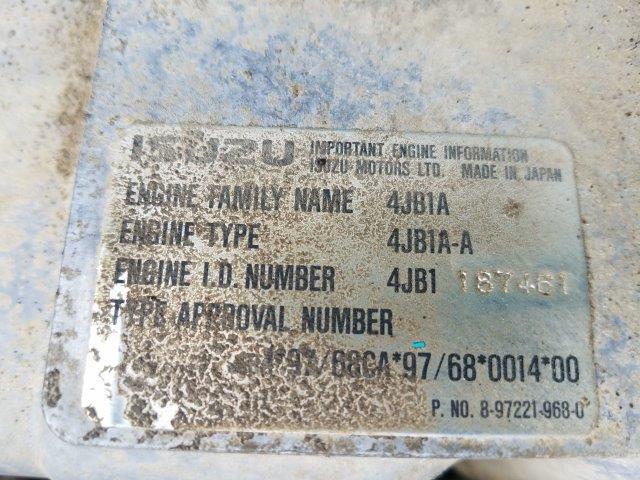 ISUZU IMPORTANT ENGINE INFORMATION
ISUZU MOTORS LTD. MADE IN JAPAN
ENGINE FAMILY NAME 4JB1A
ENGINE TYPE 4JB1A-A
ENGINE I.D. NUMBER 4JB1 187461
TYPE APPROVAL NUMBER
*97/68CA*97/68*0014*00
P. NO. 8-97221-968-0